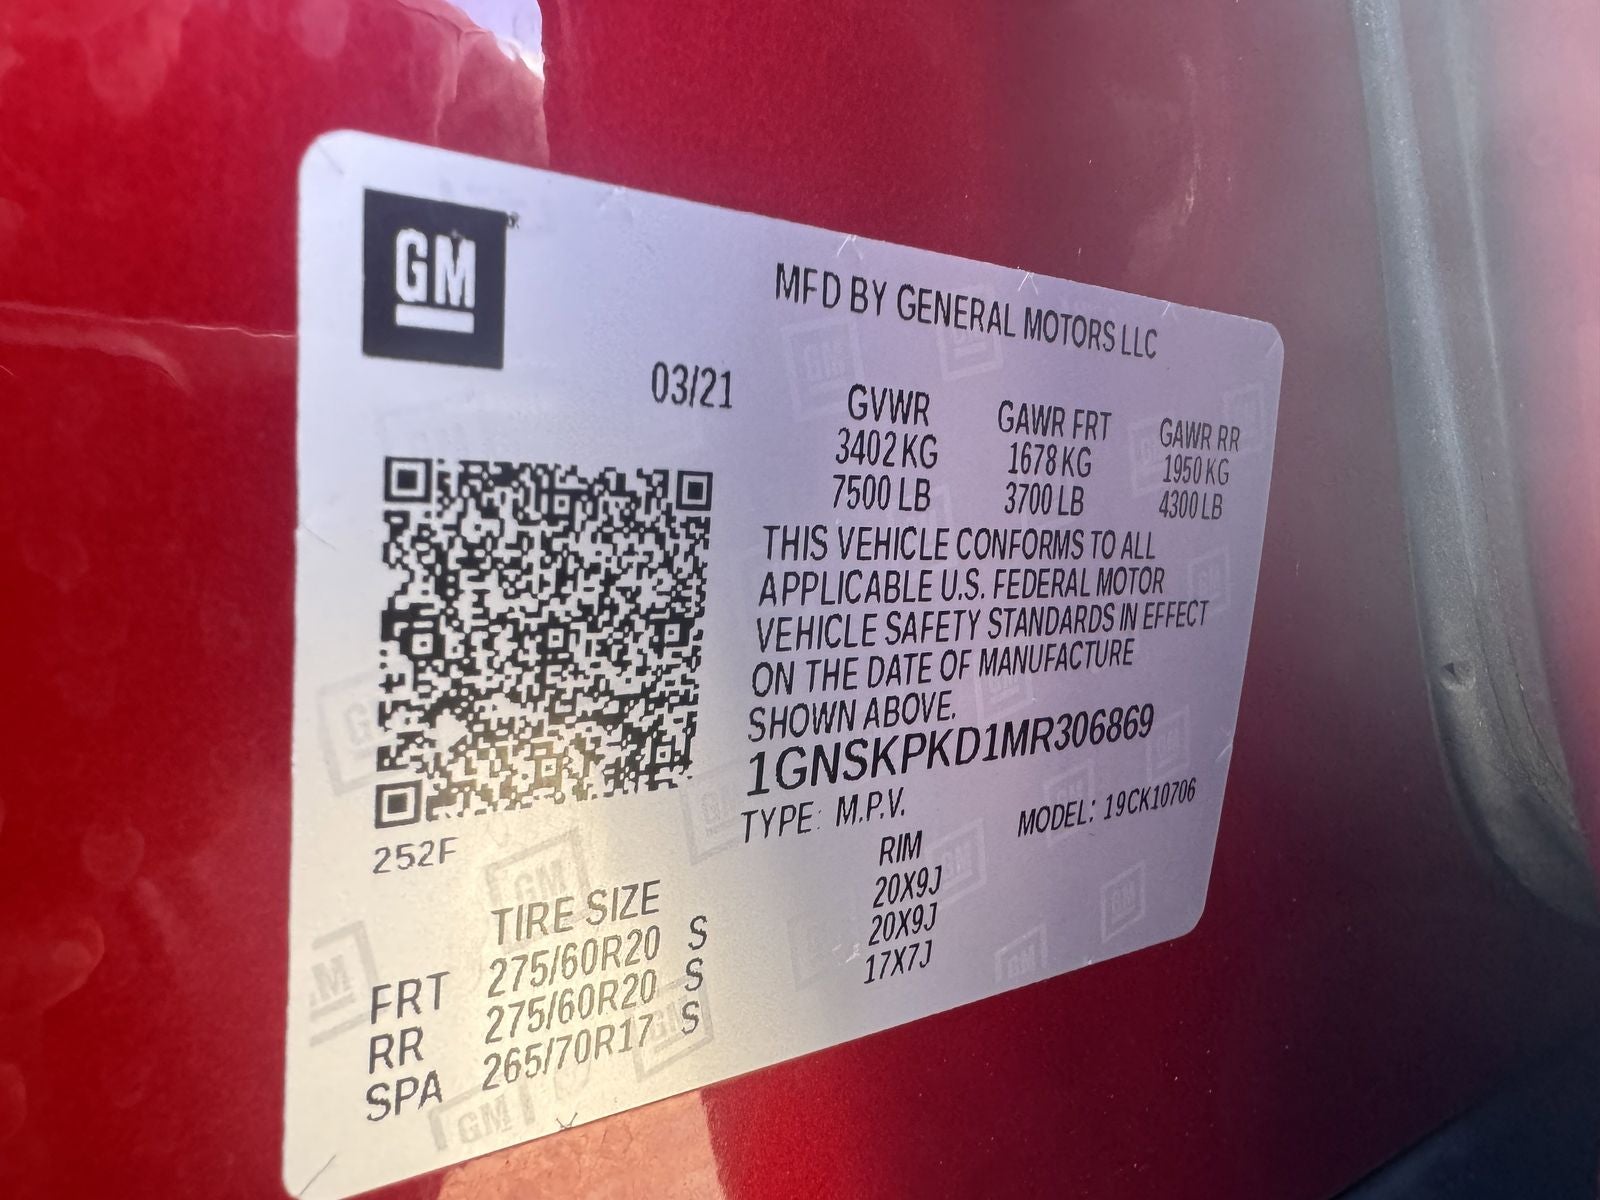 GM
MFD BY GENERAL MOTORS LLC
03/21
GVWR GAWR FRT GAWR RR
3402 KG 1678 KG 1950 KG
7500 LB 3700 LB 4300 LB
THIS VEHICLE CONFORMS TO ALL
APPLICABLE U.S. FEDERAL MOTOR
VEHICLE SAFETY STANDARDS IN EFFECT
ON THE DATE OF MANUFACTURE
SHOWN ABOVE.
1GNSKPKD1MR306869
TYPE: M.P.V. MODEL: 19CK10706
252F
TIRE SIZE RIM
FRT 275/60R20 S 20X9J
RR 275/60R20 S 20X9J
SPA 265/70R17 S 17X7J